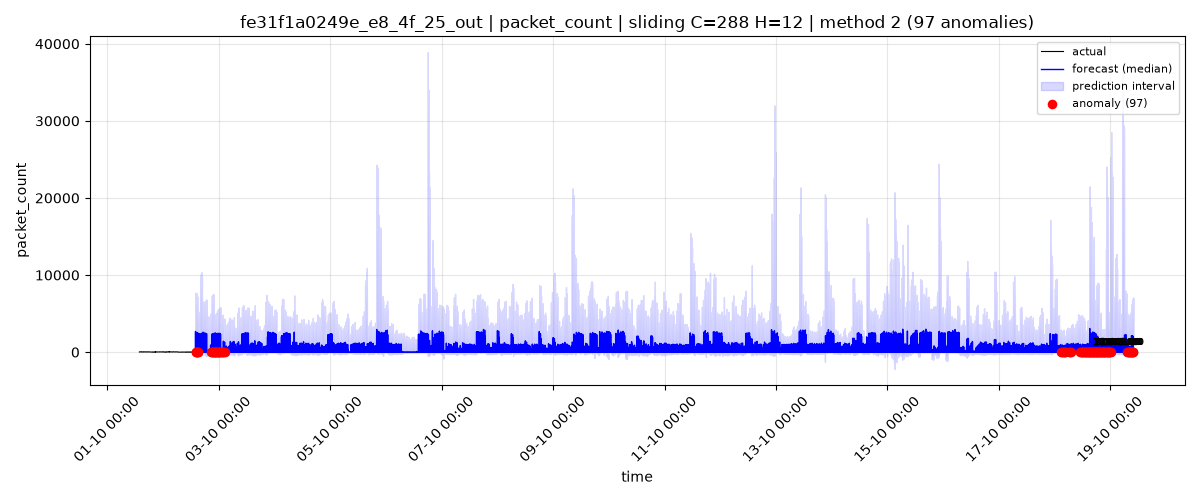 fe31f1a0249e_e8_4f_25_out | packet_count | sliding C=288 H=12 | method 2 (97 anomalies)
actual
forecast (median)
prediction interval
anomaly (97)
packet_count
40000
30000
20000
10000
0
01-10 00:00
03-10 00:00
05-10 00:00
07-10 00:00
09-10 00:00
11-10 00:00
13-10 00:00
15-10 00:00
17-10 00:00
19-10 00:00
time